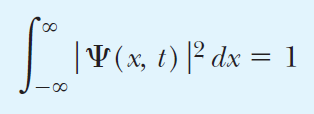 ∫_{-∞}^{∞} |Ψ(x, t)|² dx = 1